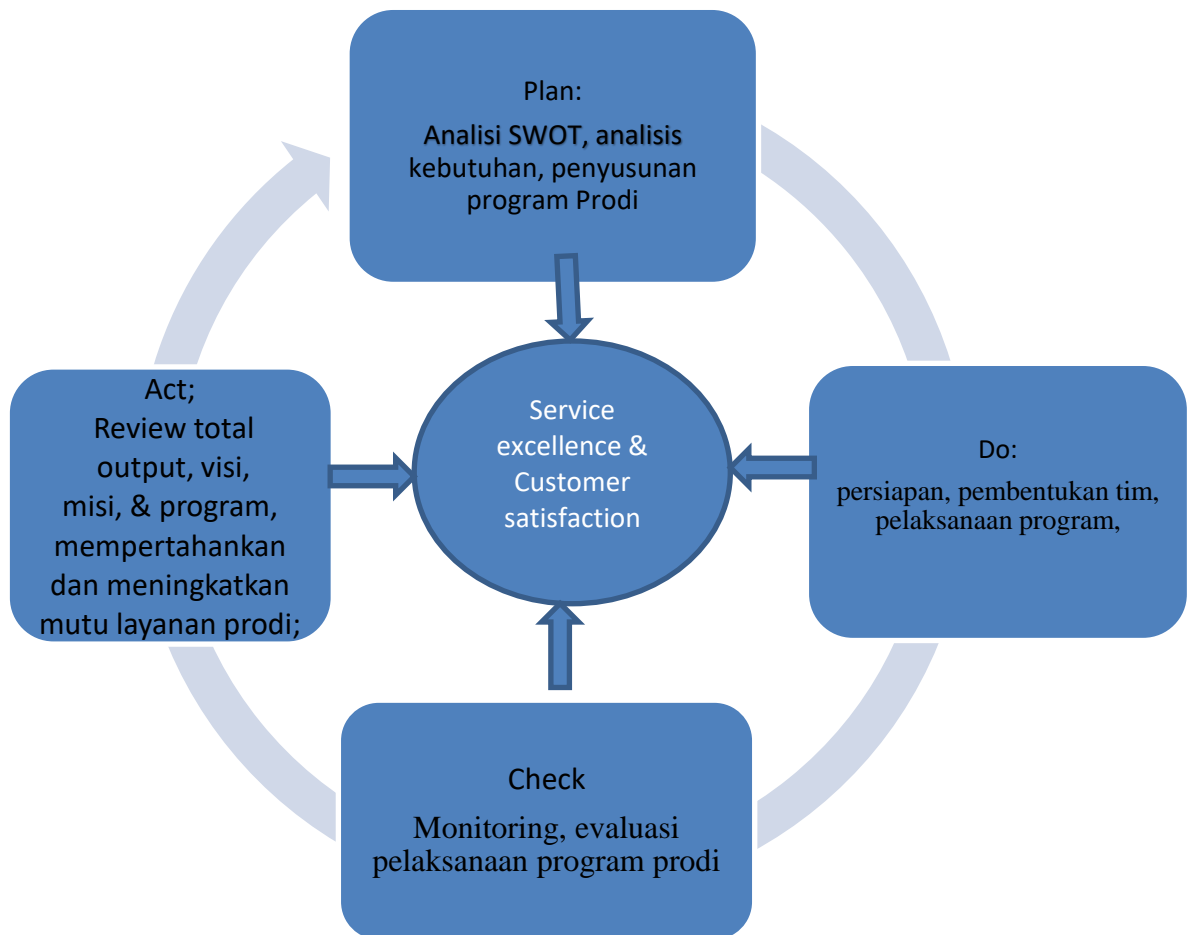 Plan:
Analisi SWOT, analisis
kebutuhan, penyusunan
program Prodi
Act;
Review total
output, visi,
misi, & program,
mempertahankan
dan meningkatkan
mutu layanan prodi;
Service
excellence &
Customer
satisfaction
Do:
persiapan, pembentukan tim,
pelaksanaan program,
Check
Monitoring, evaluasi
pelaksanaan program prodi